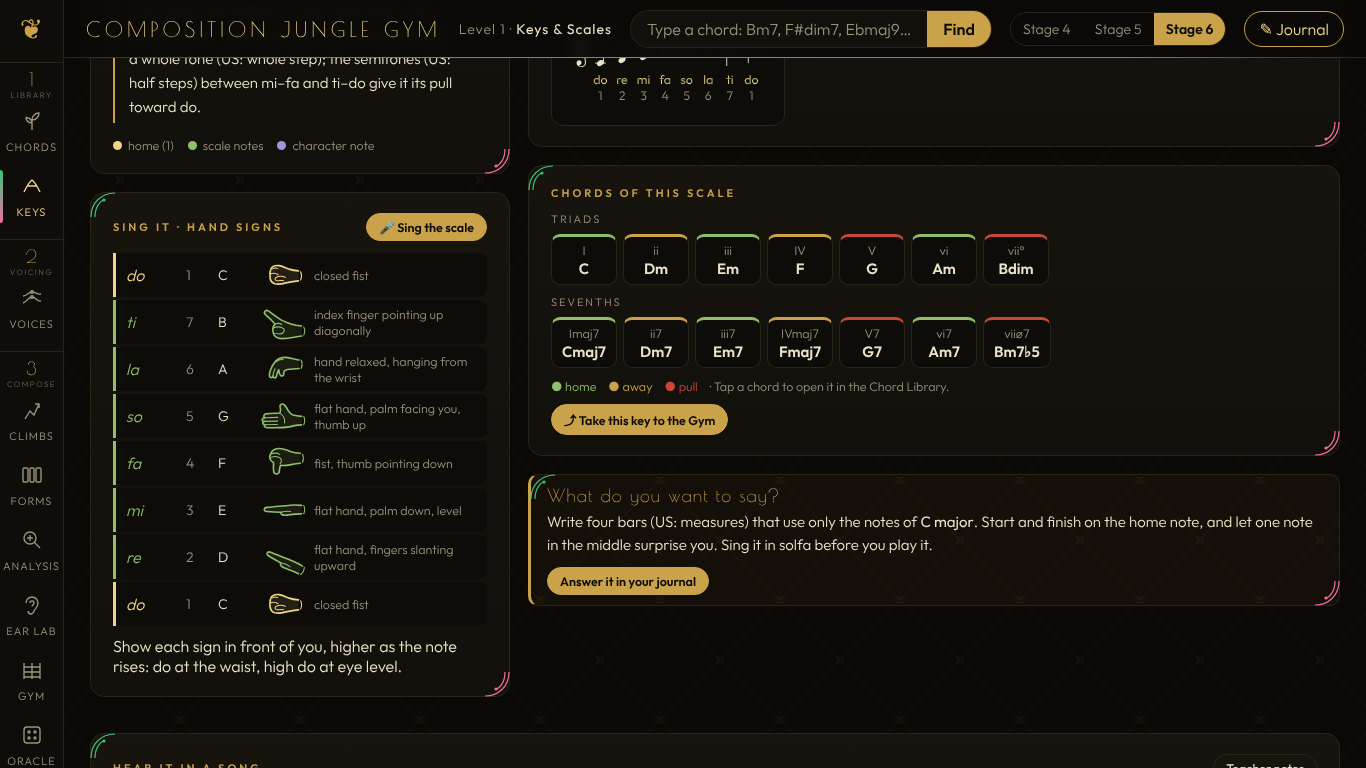 COMPOSITION JUNGLE GYM
Level 1 · Keys & Scales
Type a chord: Bm7, F#dim7, Ebmaj9...
Find
Stage 4
Stage 5
Stage 6
✎ Journal
1
LIBRARY
CHORDS
KEYS
2
VOICING
VOICES
3
COMPOSE
CLIMBS
FORMS
ANALYSIS
EAR LAB
GYM
ORACLE
a whole tone (US: whole step); the semitones (US:
half steps) between mi–fa and ti–do give it its pull
toward do.
home (1)
scale notes
character note
SING IT · HAND SIGNS
🎤 Sing the scale
do 1 C closed fist
ti 7 B index finger pointing up
diagonally
la 6 A hand relaxed, hanging from
the wrist
so 5 G flat hand, palm facing you,
thumb up
fa 4 F fist, thumb pointing down
mi 3 E flat hand, palm down, level
re 2 D flat hand, fingers slanting
upward
do 1 C closed fist
Show each sign in front of you, higher as the note
rises: do at the waist, high do at eye level.
do re mi fa so la ti do
1 2 3 4 5 6 7 1
CHORDS OF THIS SCALE
TRIADS
I ii iii IV V vi vii°
C Dm Em F G Am Bdim
SEVENTHS
Imaj7 ii7 iii7 IVmaj7 V7 vi7 viiø7
Cmaj7 Dm7 Em7 Fmaj7 G7 Am7 Bm7♭5
home away pull · Tap a chord to open it in the Chord Library.
⤴ Take this key to the Gym
What do you want to say?
Write four bars (US: measures) that use only the notes of C major. Start and finish on the home note, and let one note
in the middle surprise you. Sing it in solfa before you play it.
Answer it in your journal
HEAR IT IN A SONG
Teacher notes